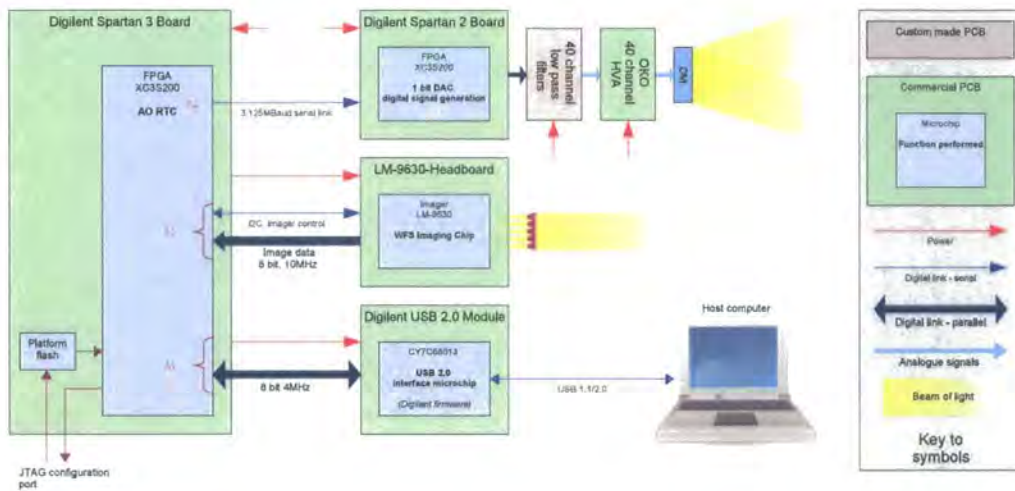 Digilent Spartan 3 Board
FPGA
XC3S200
AO RTC
Platform
flash
JTAG configuration
port
3.125MBaud serial link
I2C, Imager control
Image data
8 bit, 10MHz
8 bit 4MHz
Digilent Spartan 2 Board
FPGA
XC3S200
1 bit DAC
digital signal generation
40 channel
low pass
filters
OKO
40 channel
HVA
DM
LM-9630-Headboard
Imager
LM-9630
WFS Imaging Chip
Digilent USB 2.0 Module
CY7C68013
USB 2.0
interface microchip
(Digilent firmware)
USB 1.1/2.0
Host computer
Custom made PCB
Commercial PCB
Microchip
Function performed
Power
Digital link - serial
Digital link - parallel
Analogue signals
Beam of light
Key to
symbols